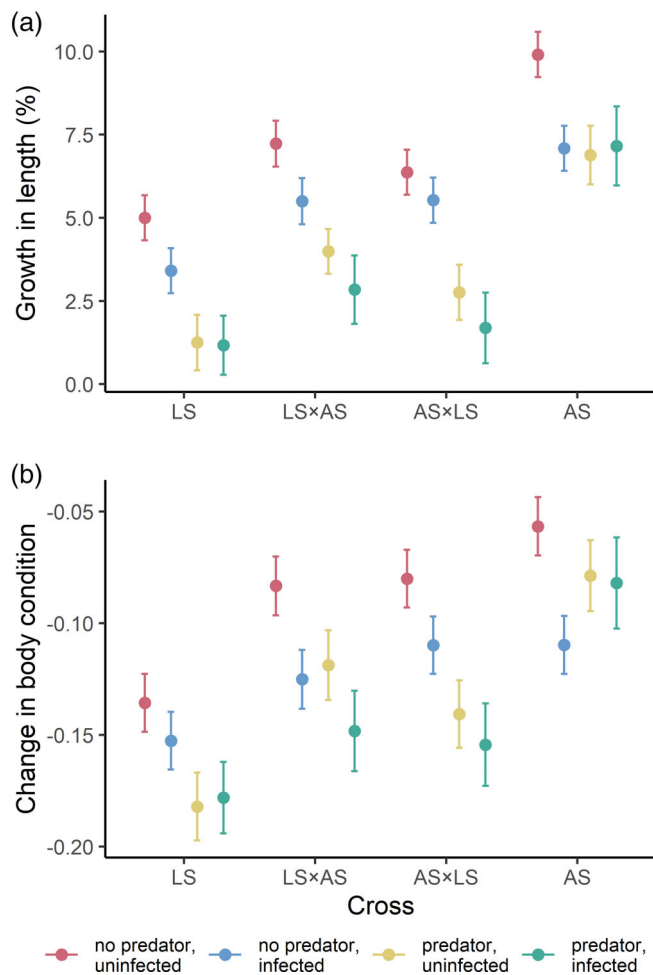 (a)
Growth in length (%)
10.0
7.5
5.0
2.5
0.0
LS
LS×AS
AS×LS
AS
(b)
Change in body condition
-0.05
-0.10
-0.15
-0.20
LS
LS×AS
AS×LS
AS
Cross
no predator,
uninfected
no predator,
infected
predator,
uninfected
predator,
infected